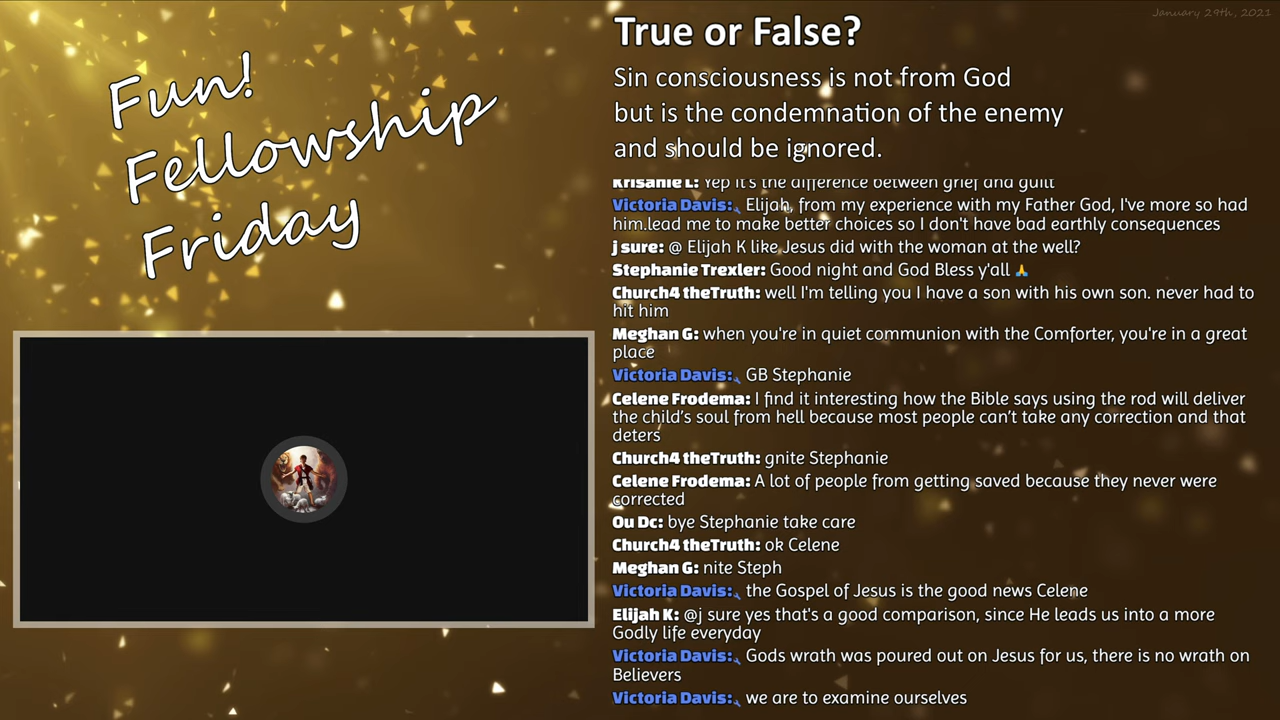 January 29th, 2021
Fun!
Fellowship
Friday
True or False?
Sin consciousness is not from God
but is the condemnation of the enemy
and should be ignored.
Krisanie L: Yep it's the difference between grief and guilt
Victoria Davis: Elijah, from my experience with my Father God, I've more so had
him.lead me to make better choices so I don't have bad earthly consequences
j sure: @ Elijah K like Jesus did with the woman at the well?
Stephanie Trexler: Good night and God Bless y'all 🙏
Church4 theTruth: well I'm telling you I have a son with his own son. never had to
hit him
Meghan G: when you're in quiet communion with the Comforter, you're in a great
place
Victoria Davis: GB Stephanie
Celene Frodema: I find it interesting how the Bible says using the rod will deliver
the child's soul from hell because most people can't take any correction and that
deters
Church4 theTruth: gnite Stephanie
Celene Frodema: A lot of people from getting saved because they never were
corrected
Ou Dc: bye Stephanie take care
Church4 theTruth: ok Celene
Meghan G: nite Steph
Victoria Davis: the Gospel of Jesus is the good news Celene
Elijah K: @j sure yes that's a good comparison, since He leads us into a more
Godly life everyday
Victoria Davis: Gods wrath was poured out on Jesus for us, there is no wrath on
Believers
Victoria Davis: we are to examine ourselves